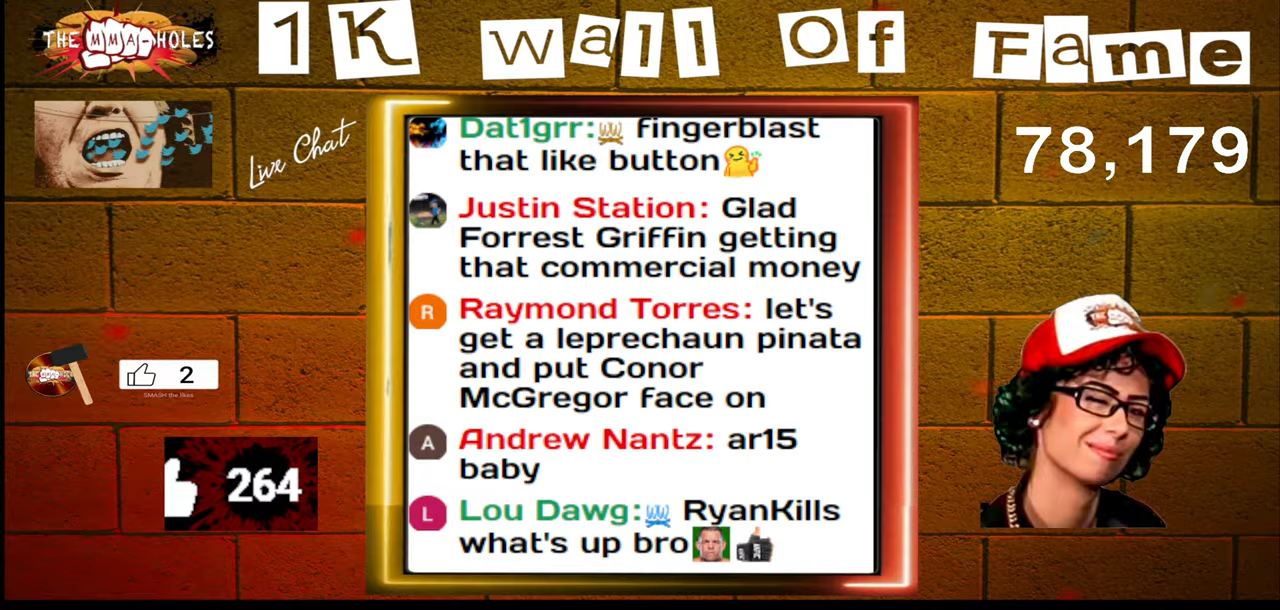 THE MMA-HOLES
1K Wall Of Fame
Live Chat
78,179
Dat1grr: fingerblast
that like button
Justin Station: Glad
Forrest Griffin getting
that commercial money
R Raymond Torres: let's
get a leprechaun pinata
and put Conor
McGregor face on
A Andrew Nantz: ar15
baby
L Lou Dawg: RyanKills
what's up bro
2
SMASH the likes
264